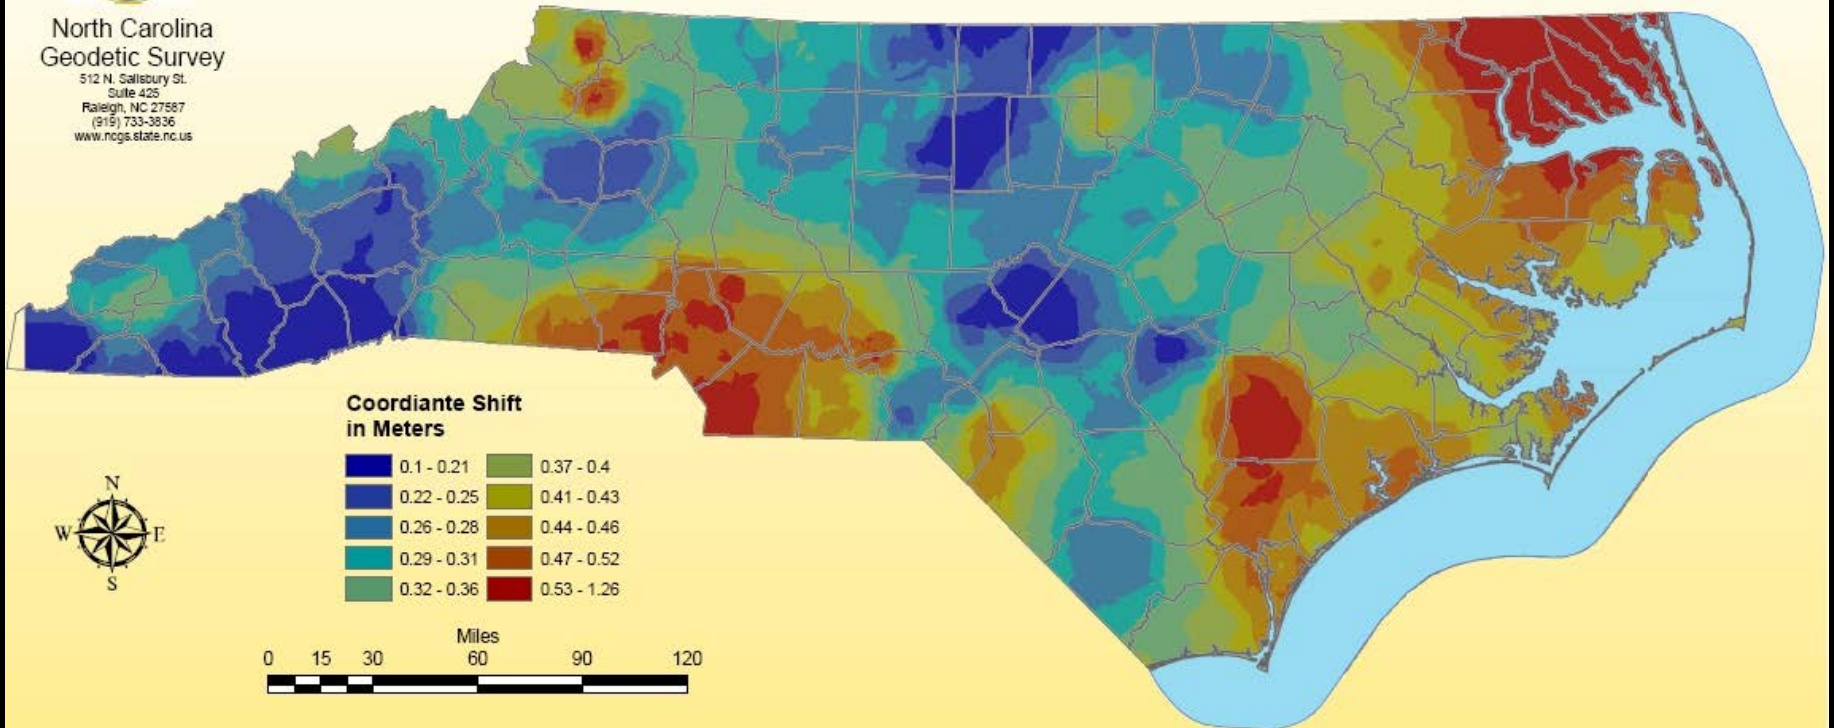 North Carolina
Geodetic Survey
512 N. Salisbury St.
Suite 425
Raleigh, NC 27587
(919) 733-3836
www.ncgs.state.nc.us
Coordiante Shift
in Meters
0.1 - 0.21
0.22 - 0.25
0.26 - 0.28
0.29 - 0.31
0.32 - 0.36
0.37 - 0.4
0.41 - 0.43
0.44 - 0.46
0.47 - 0.52
0.53 - 1.26
N
W E
S
Miles
0 15 30 60 90 120